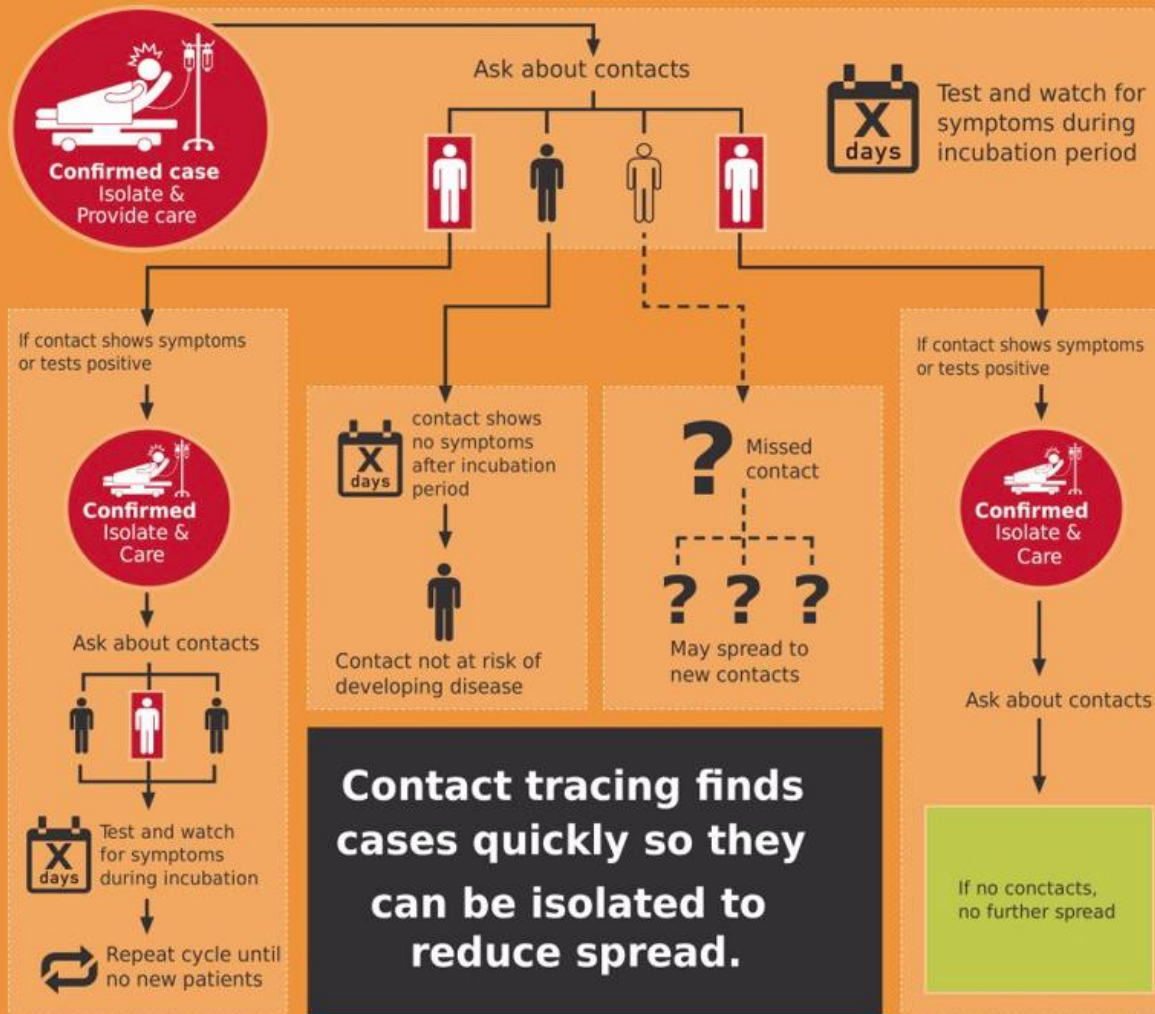 Confirmed case
Isolate &
Provide care
Ask about contacts
X
days
Test and watch for
symptoms during
incubation period
If contact shows symptoms
or tests positive
Confirmed
Isolate &
Care
Ask about contacts
X
days
Test and watch
for symptoms
during incubation
Repeat cycle until
no new patients
X
days
contact shows
no symptoms
after incubation
period
Contact not at risk of
developing disease
?
Missed
contact
? ? ?
May spread to
new contacts
If contact shows symptoms
or tests positive
Confirmed
Isolate &
Care
Ask about contacts
If no conctacts,
no further spread
Contact tracing finds
cases quickly so they
can be isolated to
reduce spread.